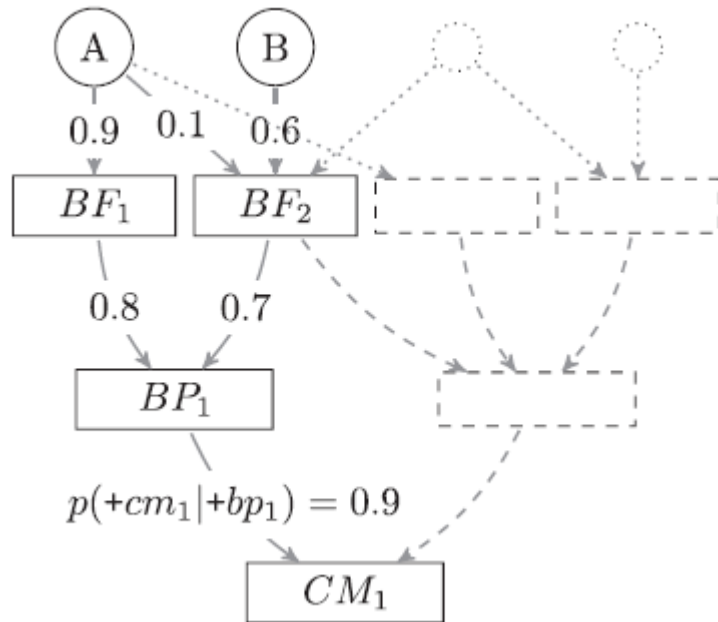 A B
0.9 0.1 0.6
BF₁ BF₂
0.8 0.7
BP₁
p(+cm₁|+bp₁) = 0.9
CM₁